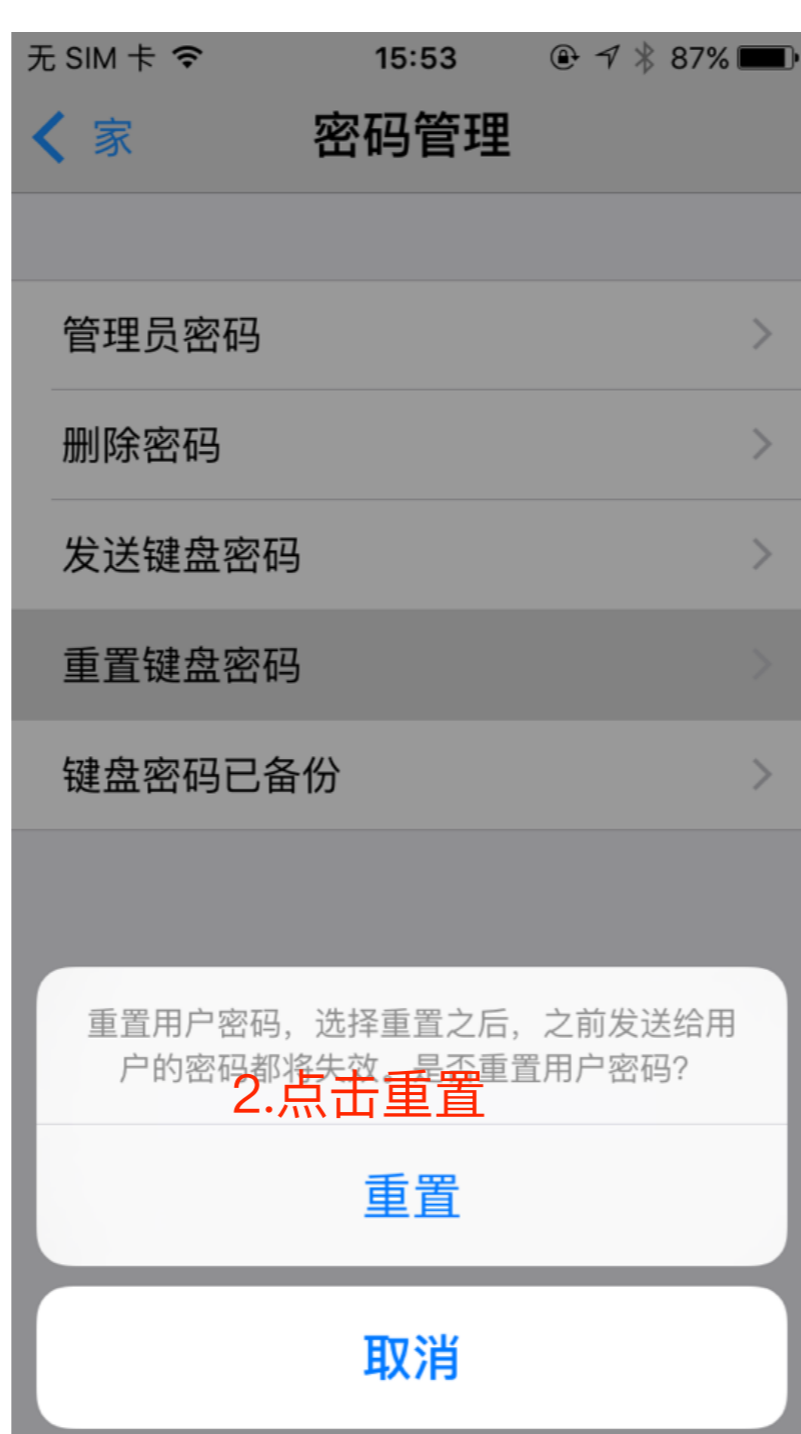 无 SIM 卡 15:53 87%
家 密码管理
管理员密码
删除密码
发送键盘密码
重置键盘密码
键盘密码已备份
重置用户密码，选择重置之后，之前发送给用
户的密码都将失效。是否重置用户密码?
2.点击重置
重置
取消